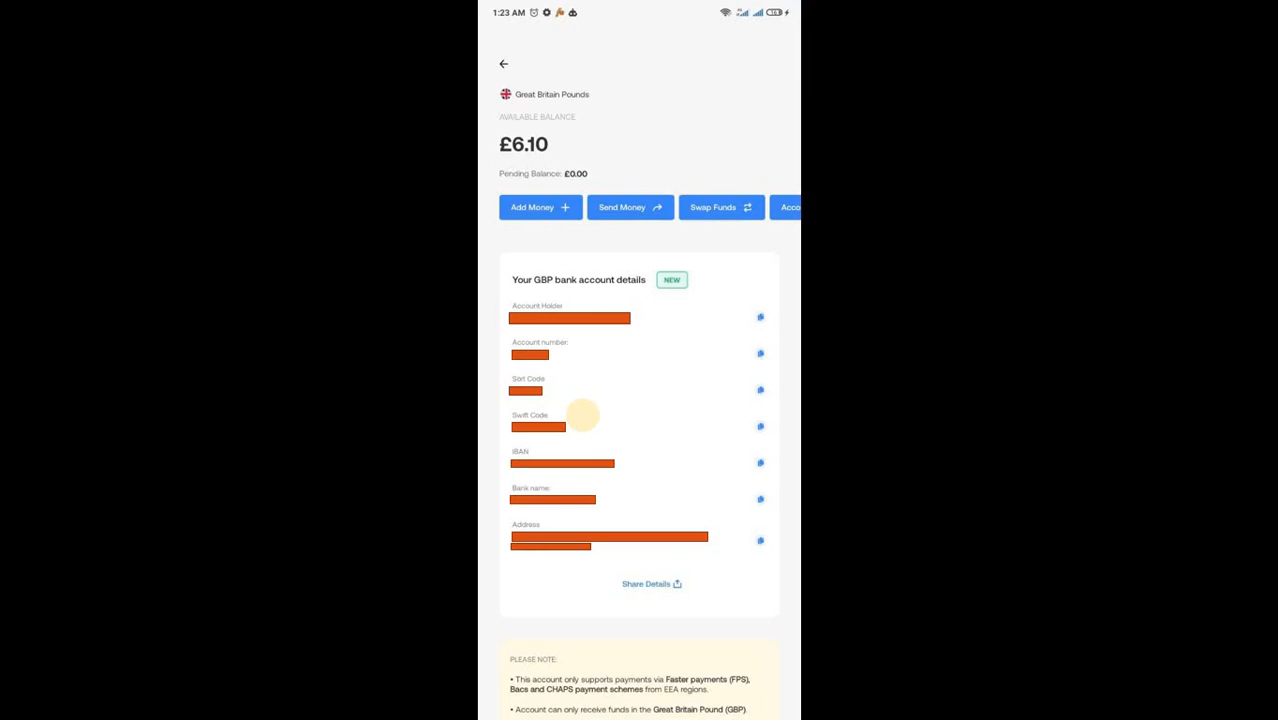 1:23 AM
16
←
Great Britain Pounds
AVAILABLE BALANCE
£6.10
Pending Balance: £0.00
Add Money +
Send Money
Swap Funds
Acco
Your GBP bank account details NEW
Account Holder
Account number:
Sort Code
Swift Code
IBAN
Bank name:
Address
Share Details
PLEASE NOTE:
• This account only supports payments via Faster payments (FPS),
Bacs and CHAPS payment schemes from EEA regions.
• Account can only receive funds in the Great Britain Pound (GBP)